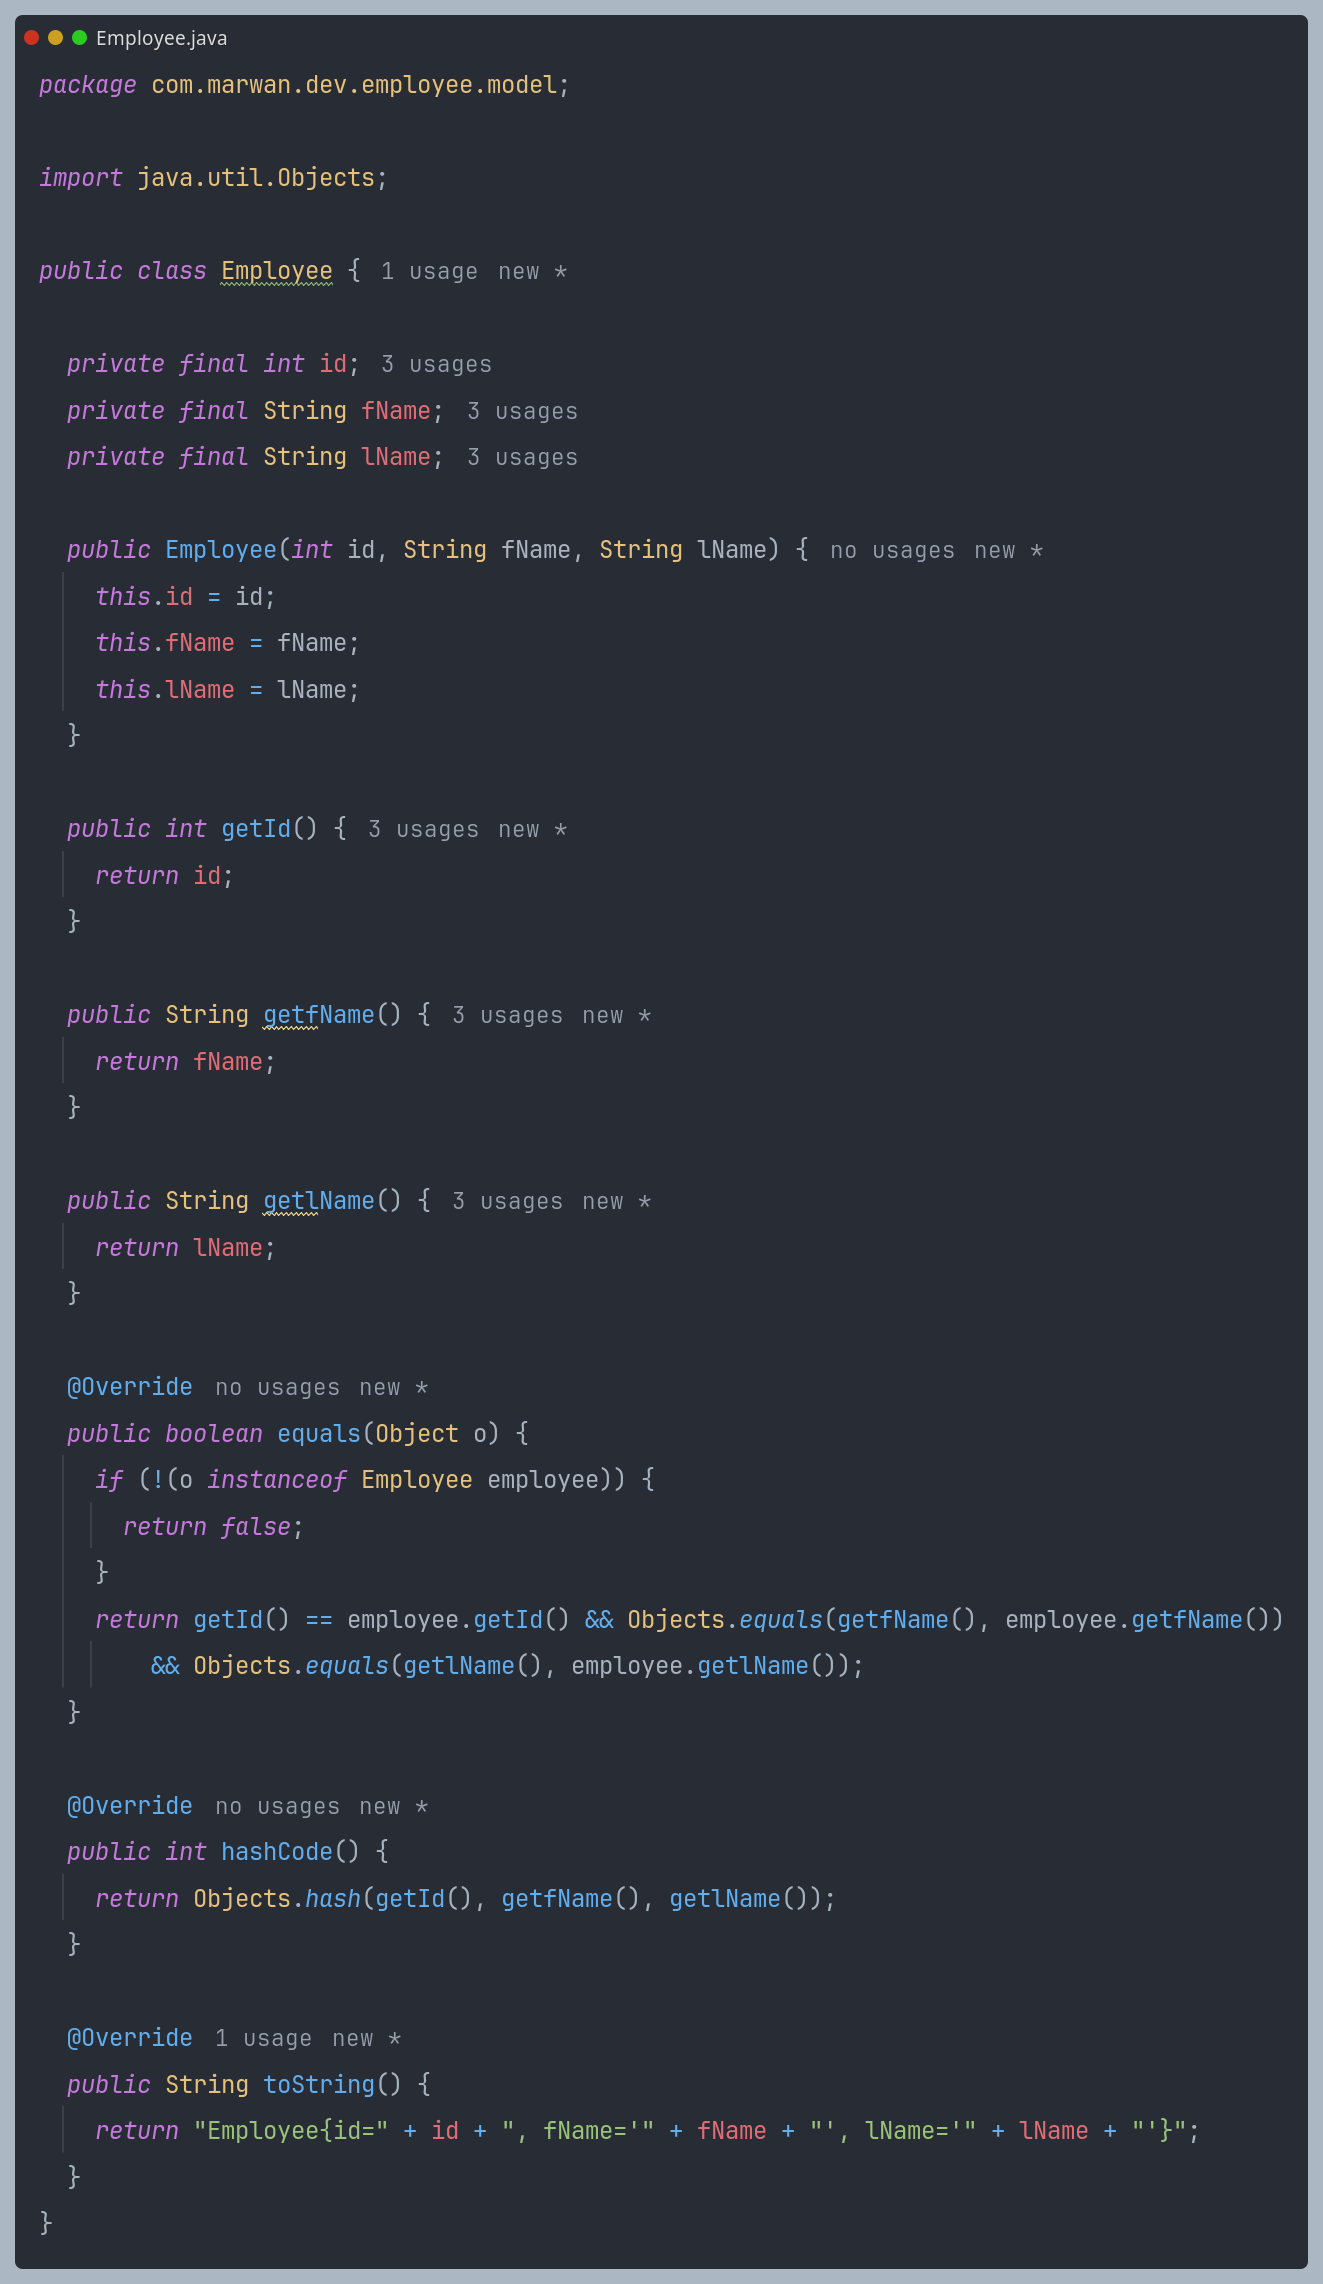 Employee.java
package com.marwan.dev.employee.model;
import java.util.Objects;
public class Employee { 1 usage new *
private final int id; 3 usages
private final String fName; 3 usages
private final String lName; 3 usages
public Employee(int id, String fName, String lName) { no usages new *
this.id = id;
this.fName = fName;
this.lName = lName;
}
public int getId() { 3 usages new *
return id;
}
public String getfName() { 3 usages new *
return fName;
}
public String getlName() { 3 usages new *
return lName;
}
@Override no usages new *
public boolean equals(Object o) {
if (!(o instanceof Employee employee)) {
return false;
}
return getId() == employee.getId() && Objects.equals(getfName(), employee.getfName())
&& Objects.equals(getlName(), employee.getlName());
}
@Override no usages new *
public int hashCode() {
return Objects.hash(getId(), getfName(), getlName());
}
@Override 1 usage new *
public String toString() {
return "Employee{id=" + id + ", fName='" + fName + "', lName='" + lName + "'}";
}
}